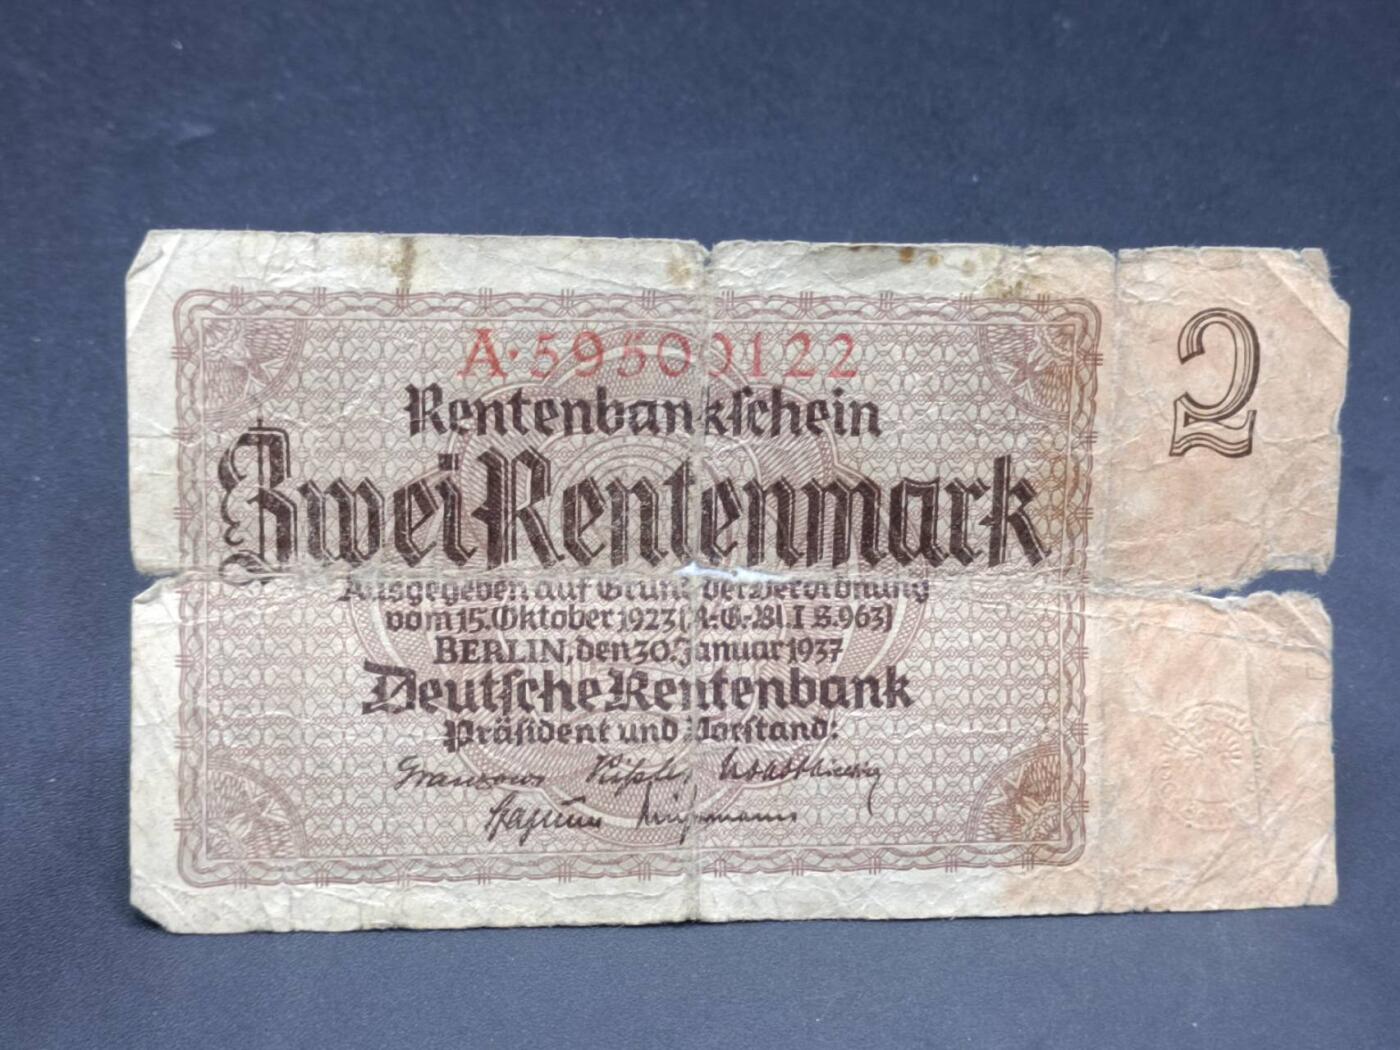 A·59500122
2
Rentenbankschein
Zwei Rentenmark
Ausgegeben auf Grund der Verordnung
vom 15. Oktober 1923 (R.-G.-Bl. I S. 963)
BERLIN, den 30. Januar 1937
Deutsche Rentenbank
Präsident und Vorstand: